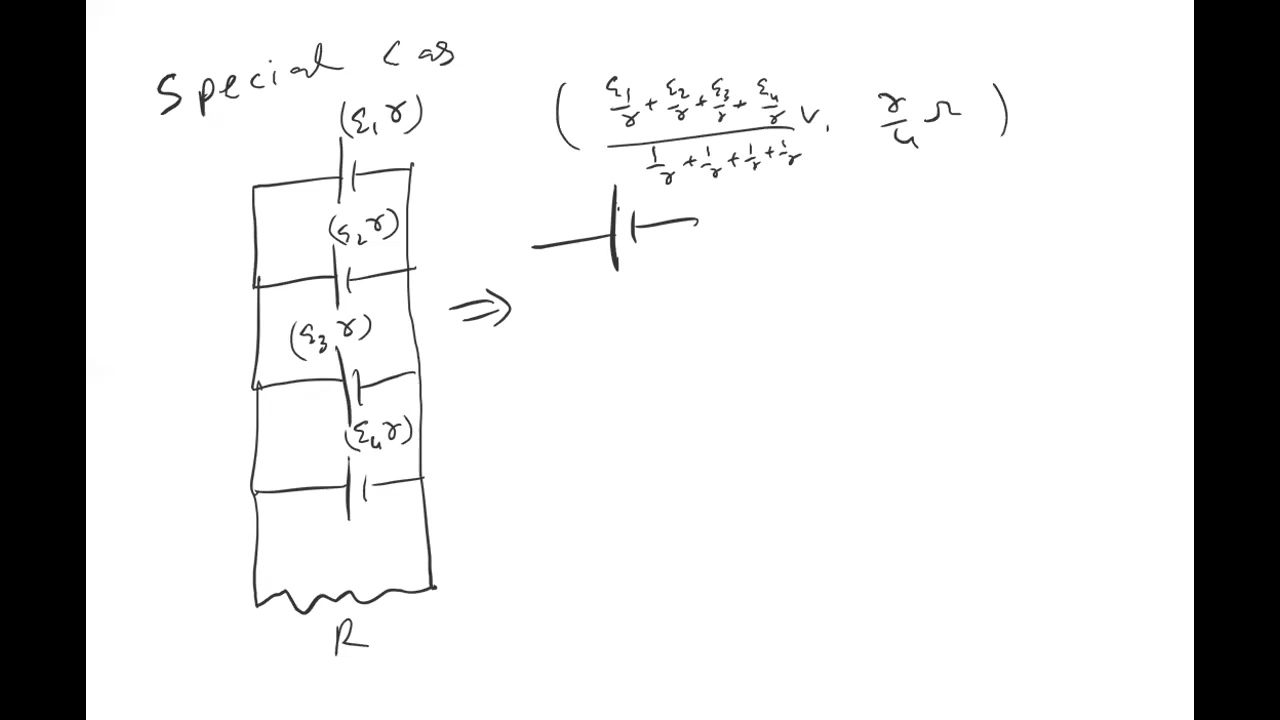 Special Cas
(ε₁ r)
(ε₂ r)
(ε₃ r)
(ε₄ r)
R
⇒
( (ε₁/r + ε₂/r + ε₃/r + ε₄/r) / (1/r + 1/r + 1/r + 1/r) V, r/4 Ω )